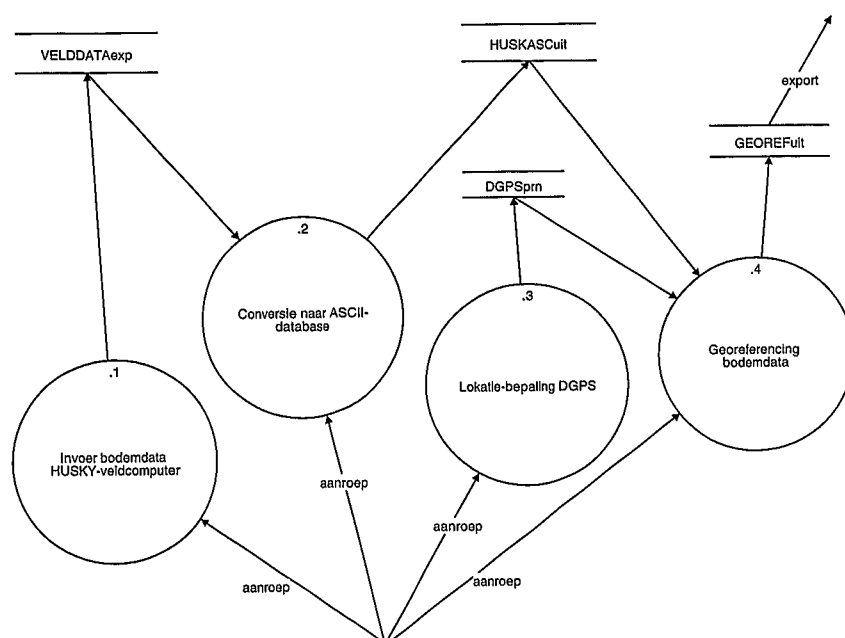 VELDDATAexp
HUSKASCuit
export
GEOREFuit
DGPSprn
.2
Conversie naar ASCII-
database
.3
Lokatie-bepaling DGPS
.4
Georeferencing
bodemdata
.1
Invoer bodemdata
HUSKY-veldcomputer
aanroep
aanroep
aanroep
aanroep